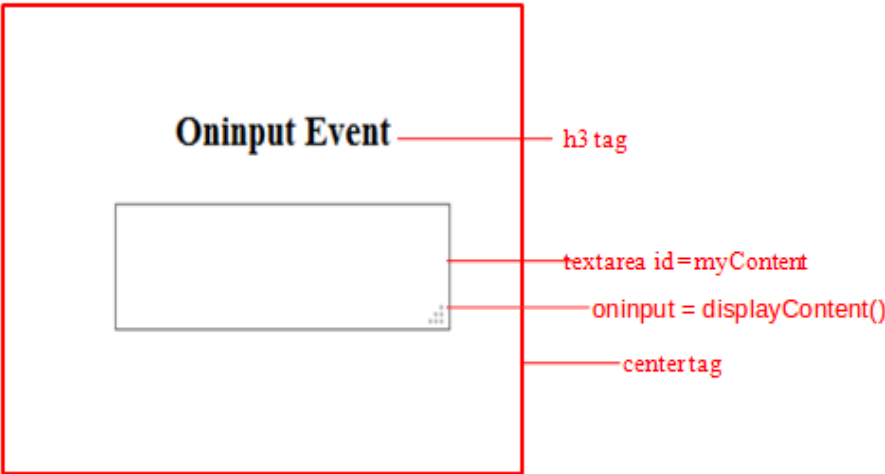 Oninput Event
h3 tag
textarea id=myContent
oninput = displayContent()
center tag